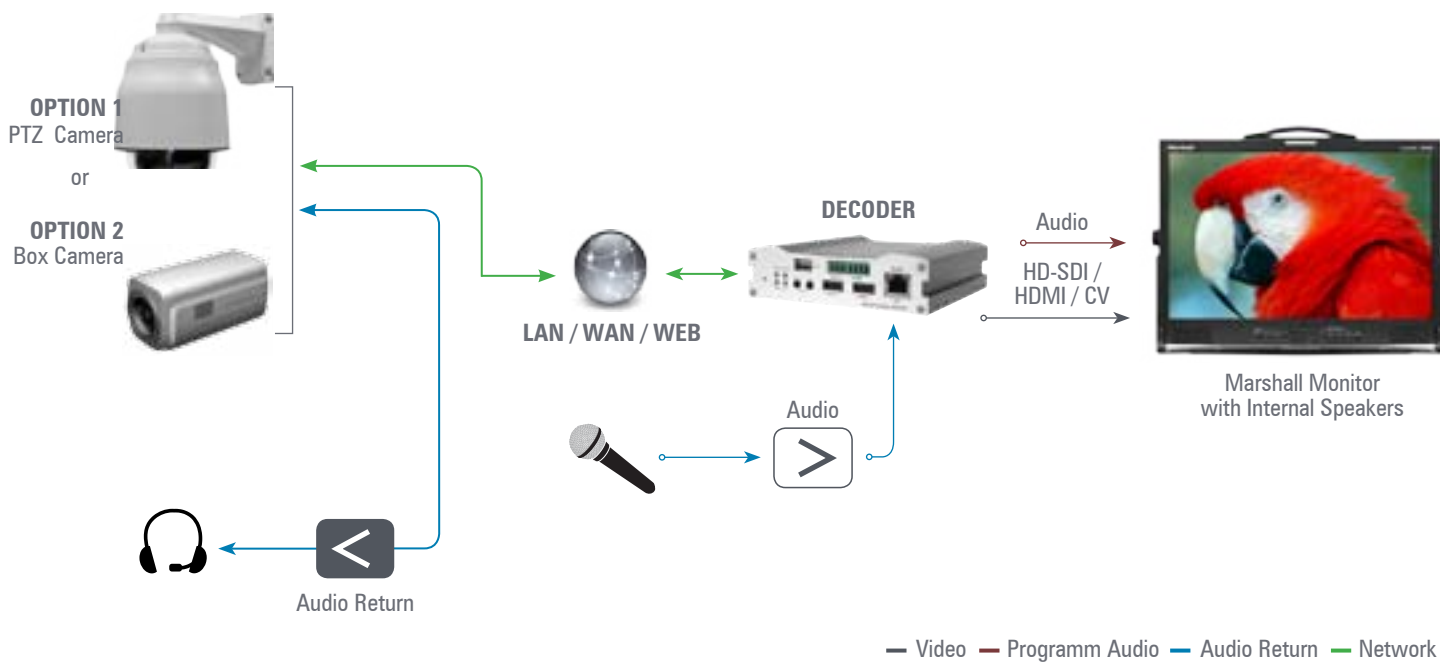 OPTION 1
PTZ Camera
or
OPTION 2
Box Camera
LAN / WAN / WEB
DECODER
Audio
HD-SDI /
HDMI / CV
Marshall Monitor
with Internal Speakers
Audio
Audio Return
Video
Programm Audio
Audio Return
Network